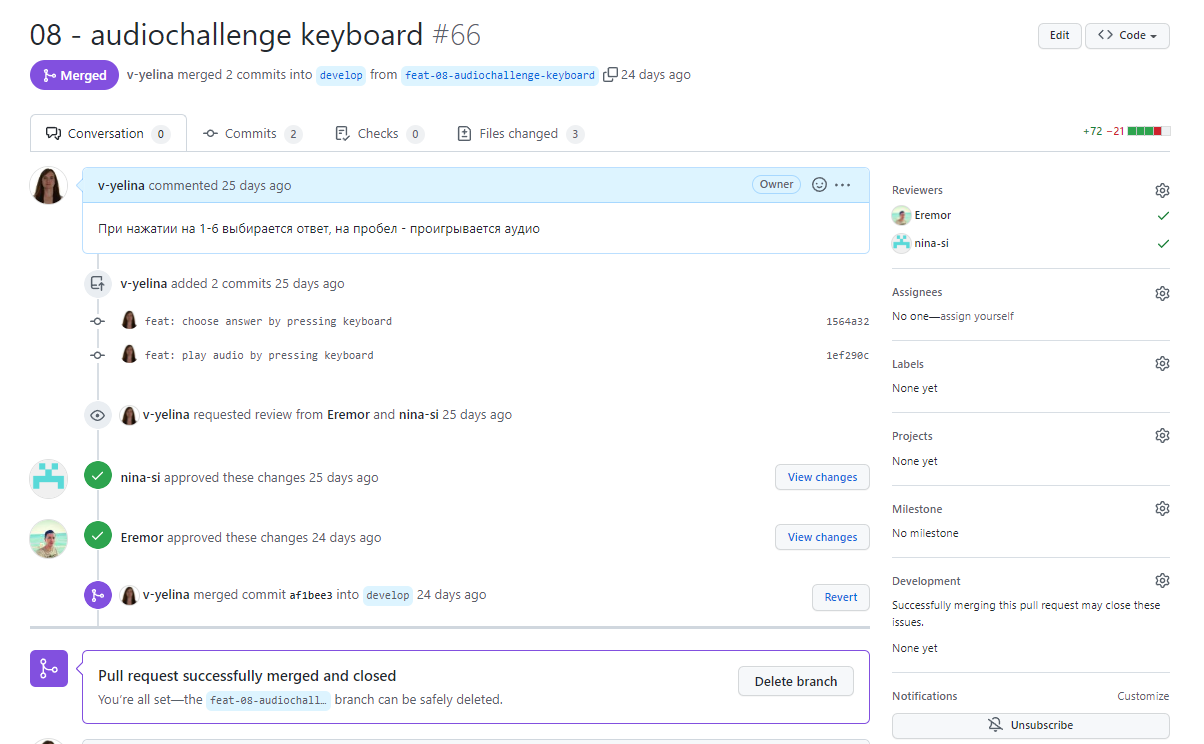 08 - audiochallenge keyboard #66
Edit
<> Code
Merged
v-yelina merged 2 commits into develop from feat-08-audiochallenge-keyboard 24 days ago
Conversation 0
Commits 2
Checks 0
Files changed 3
+72 −21
v-yelina commented 25 days ago
Owner
При нажатии на 1-6 выбирается ответ, на пробел - проигрывается аудио
v-yelina added 2 commits 25 days ago
feat: choose answer by pressing keyboard
1564a32
feat: play audio by pressing keyboard
1ef290c
v-yelina requested review from Eremor and nina-si 25 days ago
nina-si approved these changes 25 days ago
View changes
Eremor approved these changes 24 days ago
View changes
v-yelina merged commit af1bee3 into develop 24 days ago
Revert
Pull request successfully merged and closed
You're all set—the feat-08-audiochall… branch can be safely deleted.
Delete branch
Reviewers
Eremor
nina-si
Assignees
No one—assign yourself
Labels
None yet
Projects
None yet
Milestone
No milestone
Development
Successfully merging this pull request may close these
issues.
None yet
Notifications
Customize
Unsubscribe